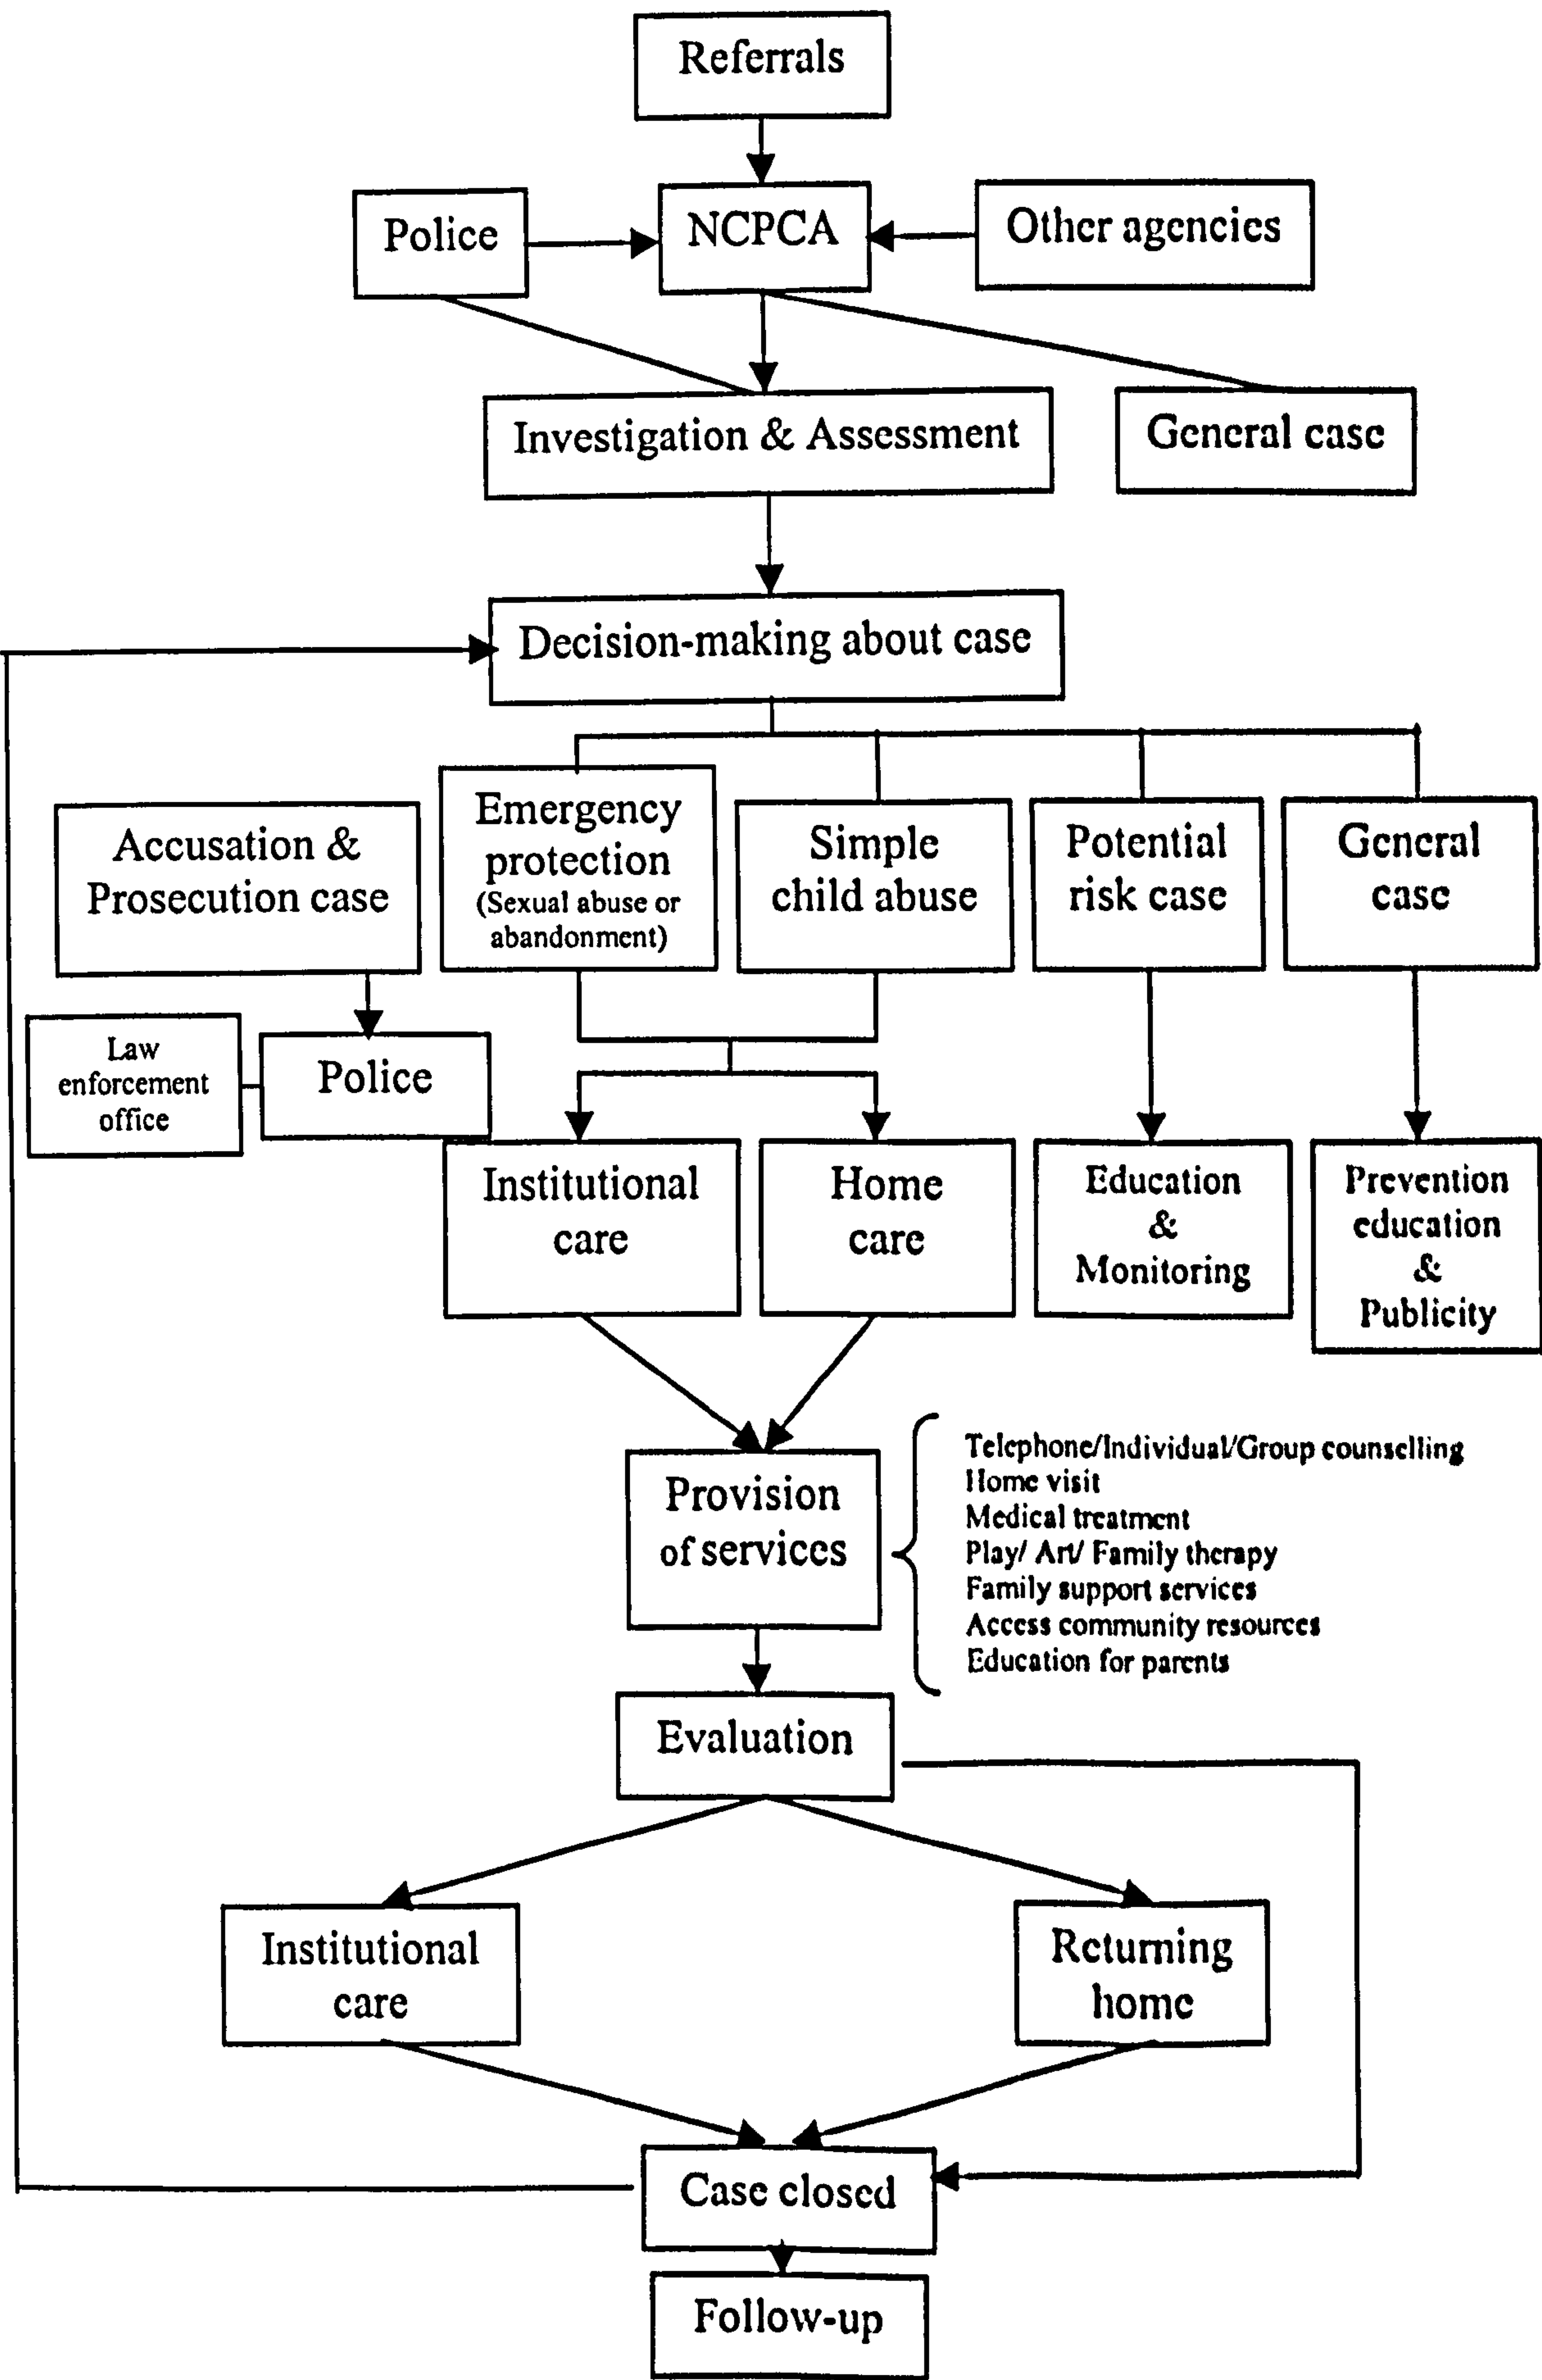 Referrals
Police
NCPCA
Other agencies
Investigation & Assessment
General case
Decision-making about case
Accusation &
Prosecution case
Emergency
protection
(Sexual abuse or
abandonment)
Simple
child abuse
Potential
risk case
General
case
Law
enforcement
office
Police
Institutional
care
Home
care
Education
&
Monitoring
Prevention
education
&
Publicity
Provision
of services
Telephone/Individual/Group counselling
Home visit
Medical treatment
Play/ Art/ Family therapy
Family support services
Access community resources
Education for parents
Evaluation
Institutional
care
Returning
home
Case closed
Follow-up